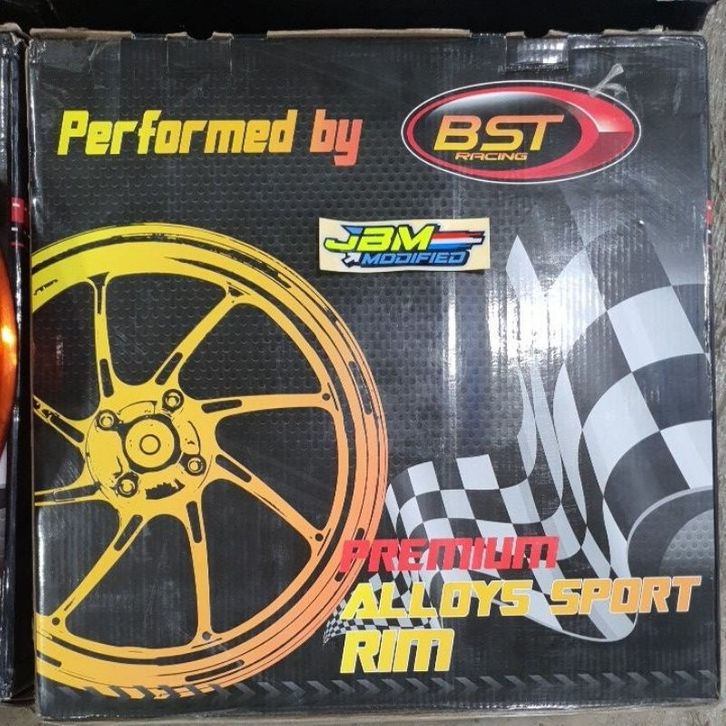 Performed by
BST
RACING
JBM
MODIFIED
PREMIUM
ALLOYS SPORT
RIM